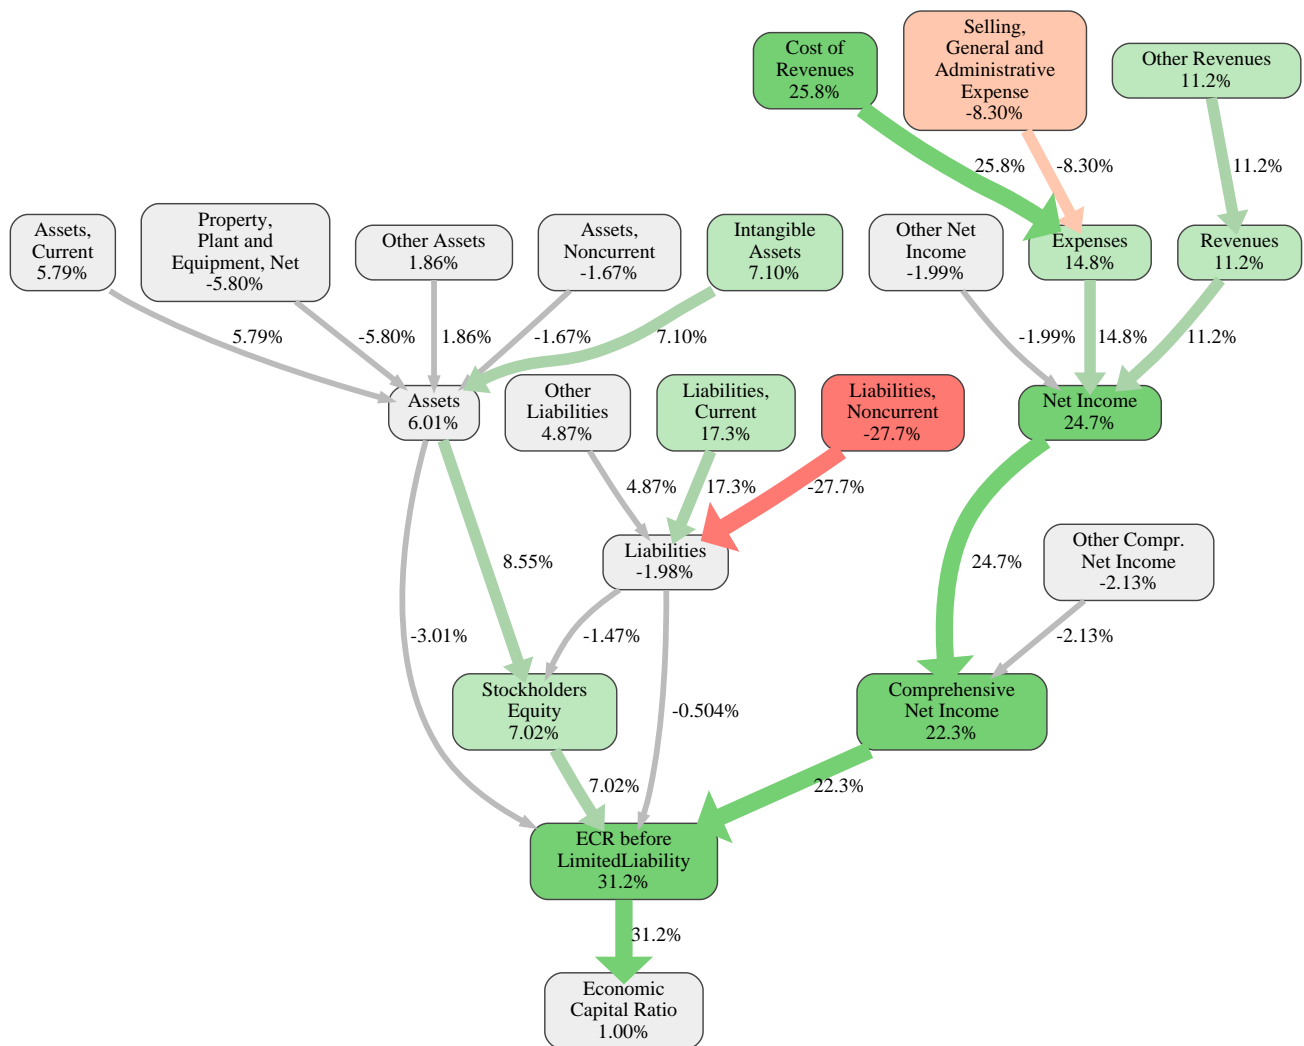 Cost of
Revenues
25.8%
Selling,
General and
Administrative
Expense
-8.30%
Other Revenues
11.2%
25.8%
-8.30%
11.2%
Assets,
Current
5.79%
Property,
Plant and
Equipment, Net
-5.80%
Other Assets
1.86%
Assets,
Noncurrent
-1.67%
Intangible
Assets
7.10%
Other Net
Income
-1.99%
Expenses
14.8%
Revenues
11.2%
5.79%
-5.80%
1.86%
-1.67%
7.10%
-1.99%
14.8%
11.2%
Assets
6.01%
Other
Liabilities
4.87%
Liabilities,
Current
17.3%
Liabilities,
Noncurrent
-27.7%
Net Income
24.7%
4.87%
17.3%
-27.7%
Liabilities
-1.98%
8.55%
24.7%
Other Compr.
Net Income
-2.13%
-3.01%
-1.47%
-2.13%
Stockholders
Equity
7.02%
-0.504%
Comprehensive
Net Income
22.3%
7.02%
22.3%
ECR before
LimitedLiability
31.2%
31.2%
Economic
Capital Ratio
1.00%